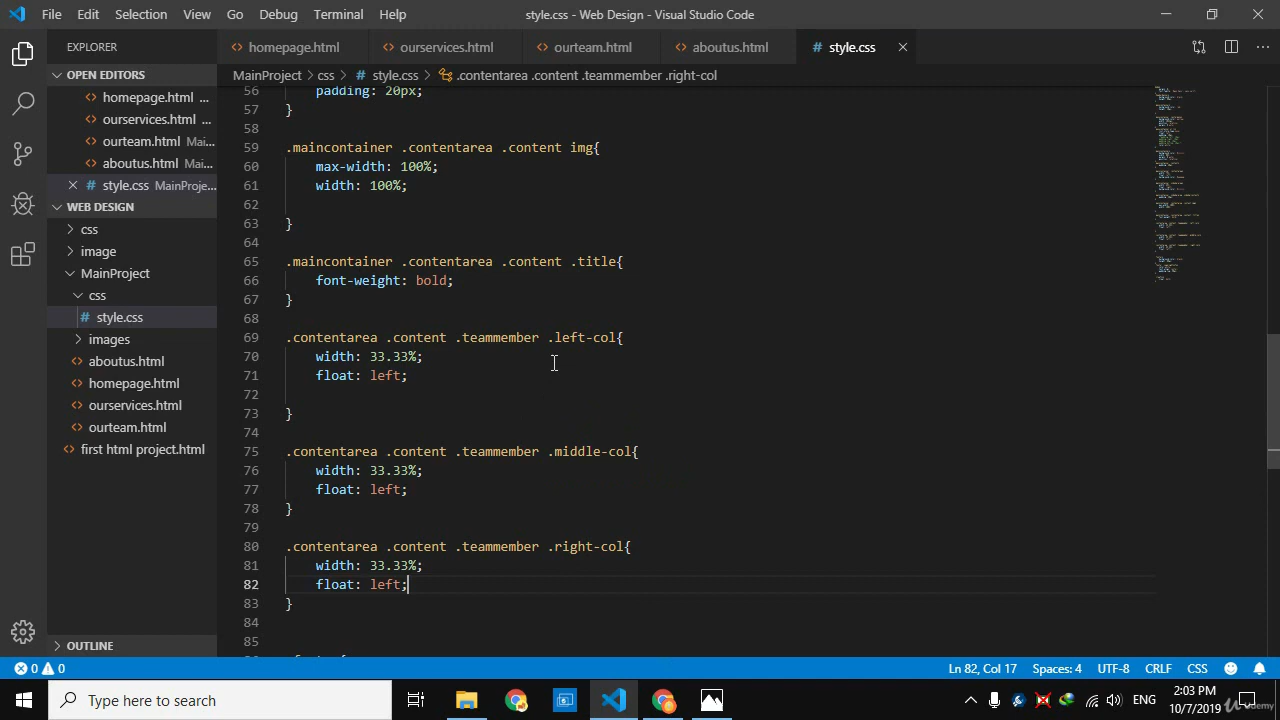 File Edit Selection View Go Debug Terminal Help
style.css - Web Design - Visual Studio Code
EXPLORER
homepage.html
ourservices.html
ourteam.html
aboutus.html
style.css
OPEN EDITORS
homepage.html ...
ourservices.html ...
ourteam.html Mai...
aboutus.html Mai...
style.css MainProje...
WEB DESIGN
css
image
MainProject
css
style.css
images
aboutus.html
homepage.html
ourservices.html
ourteam.html
first html project.html
OUTLINE
MainProject > css > style.css > .contentarea .content .teammember .right-col
56 padding: 20px;
57 }
58
59 .maincontainer .contentarea .content img{
60 max-width: 100%;
61 width: 100%;
62
63 }
64
65 .maincontainer .contentarea .content .title{
66 font-weight: bold;
67 }
68
69 .contentarea .content .teammember .left-col{
70 width: 33.33%;
71 float: left;
72
73 }
74
75 .contentarea .content .teammember .middle-col{
76 width: 33.33%;
77 float: left;
78 }
79
80 .contentarea .content .teammember .right-col{
81 width: 33.33%;
82 float: left;
83 }
84
85
0 0
Ln 82, Col 17 Spaces: 4 UTF-8 CRLF CSS
Type here to search
ENG
2:03 PM
10/7/2019
Udemy